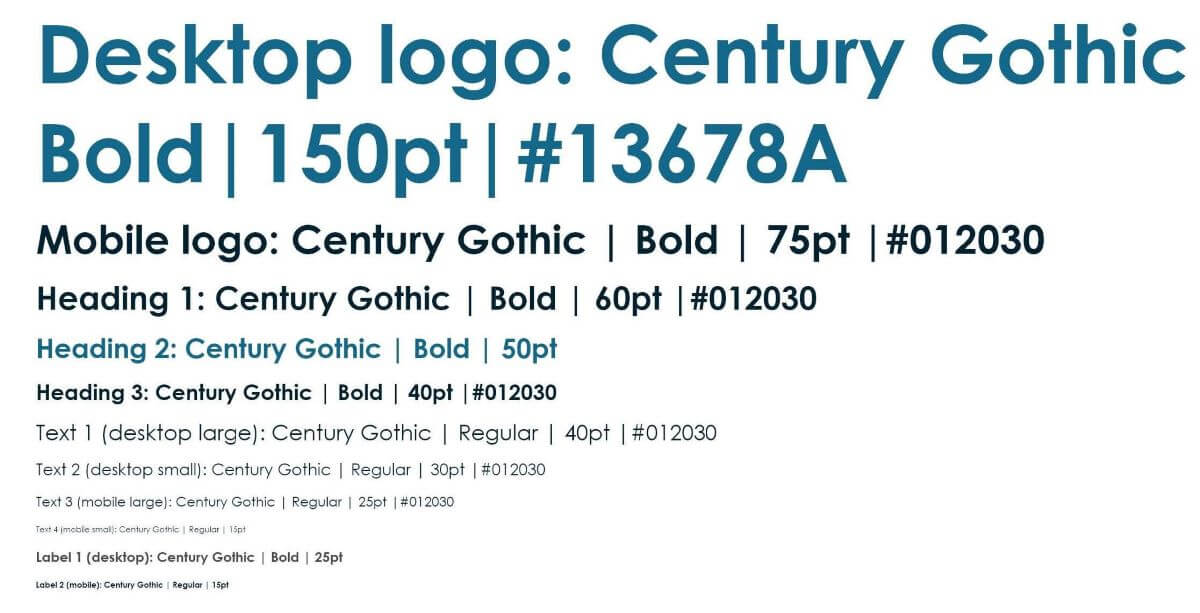 Desktop logo: Century Gothic
Bold|150pt|#13678A
Mobile logo: Century Gothic | Bold | 75pt |#012030
Heading 1: Century Gothic | Bold | 60pt |#012030
Heading 2: Century Gothic | Bold | 50pt
Heading 3: Century Gothic | Bold | 40pt |#012030
Text 1 (desktop large): Century Gothic | Regular | 40pt |#012030
Text 2 (desktop small): Century Gothic | Regular | 30pt |#012030
Text 3 (mobile large): Century Gothic | Regular | 25pt |#012030
Text 4 (mobile small): Century Gothic | Regular | 15pt
Label 1 (desktop): Century Gothic | Bold | 25pt
Label 2 (mobile): Century Gothic | Regular | 15pt